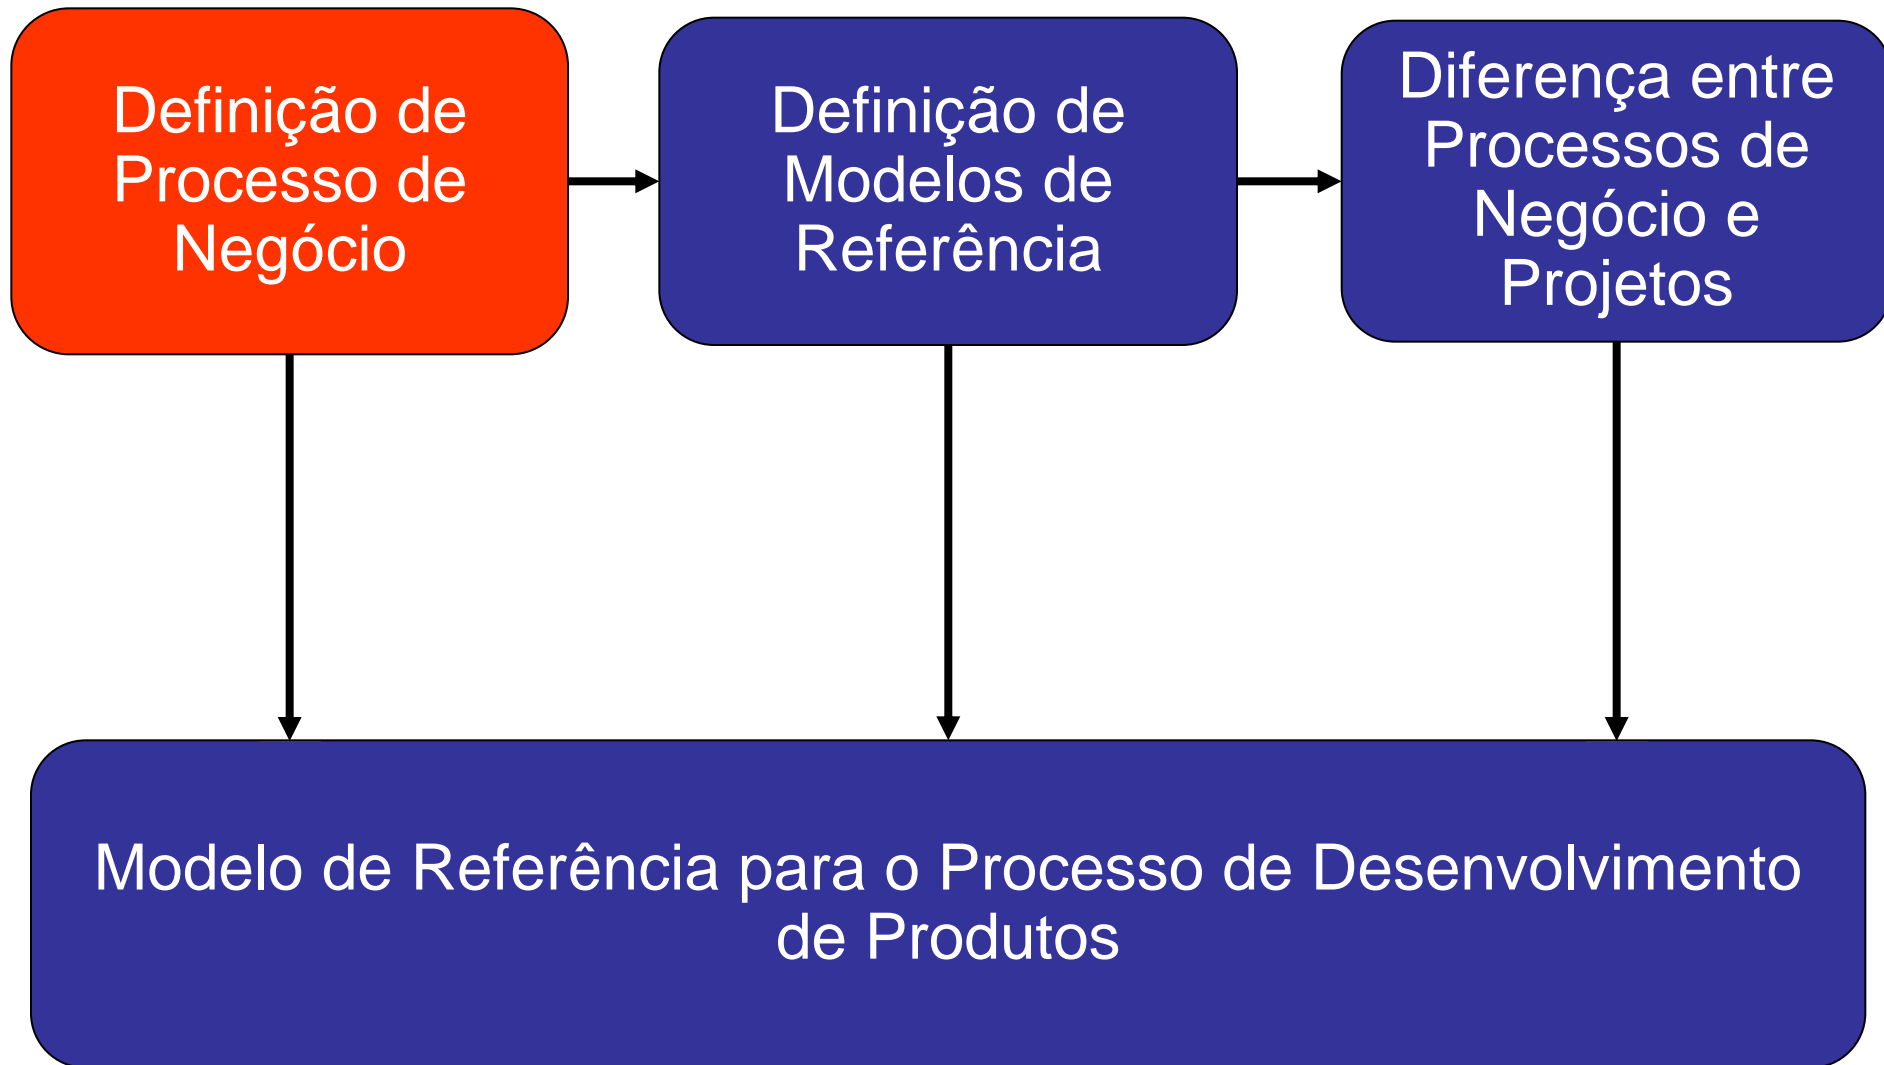 Definição de
Processo de
Negócio
Definição de
Modelos de
Referência
Diferença entre
Processos de
Negócio e
Projetos
Modelo de Referência para o Processo de Desenvolvimento
de Produtos